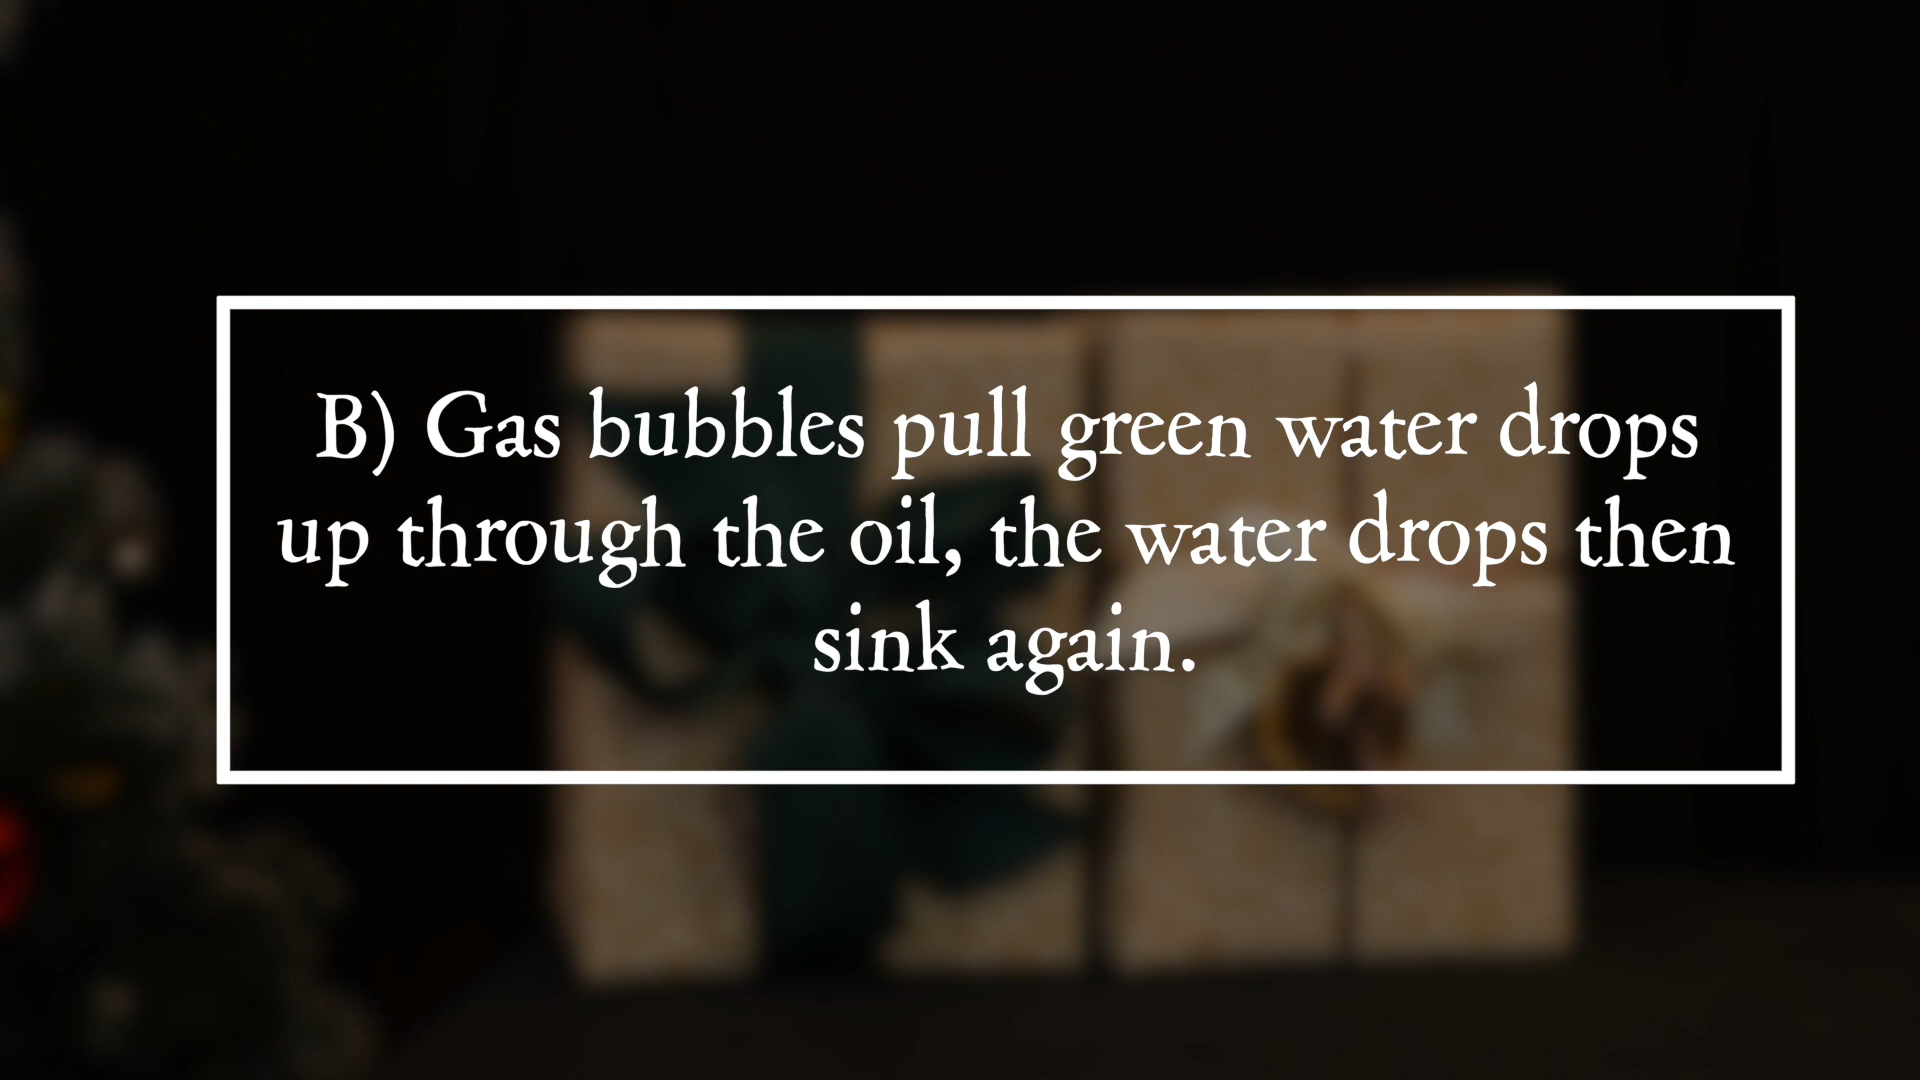 B) Gas bubbles pull green water drops
up through the oil, the water drops then
sink again.